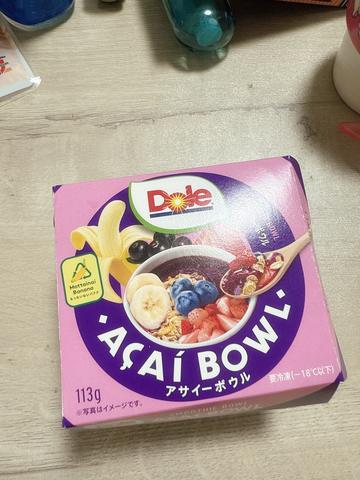 Dole
Mottainai
Banana
もったいないバナナ
AÇAÍ BOWL
アサイーボウル
113g
※写真はイメージです。
要冷凍(-18℃以下)
SMOOTHIE BOWL